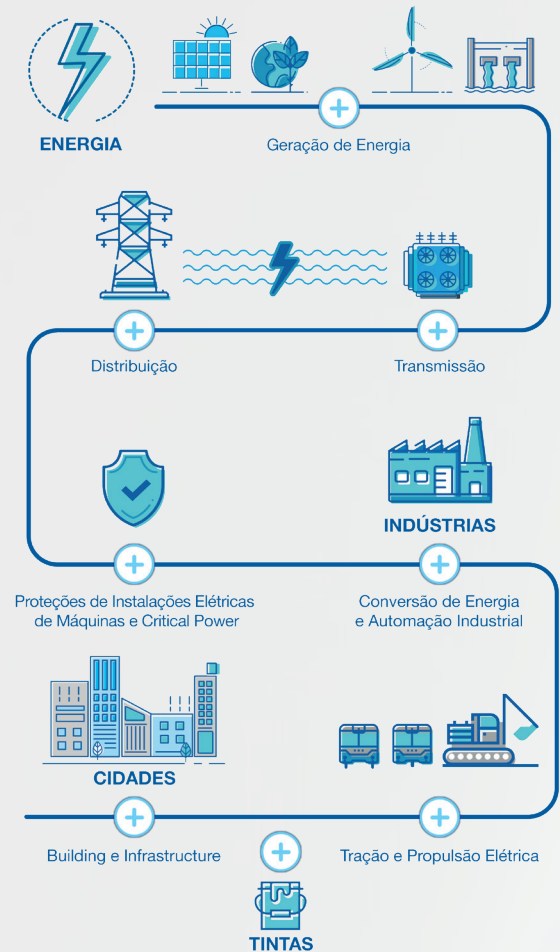 ENERGIA
Geração de Energia
Distribuição
Transmissão
INDÚSTRIAS
Proteções de Instalações Elétricas
de Máquinas e Critical Power
Conversão de Energia
e Automação Industrial
CIDADES
Building e Infrastructure
Tração e Propulsão Elétrica
TINTAS